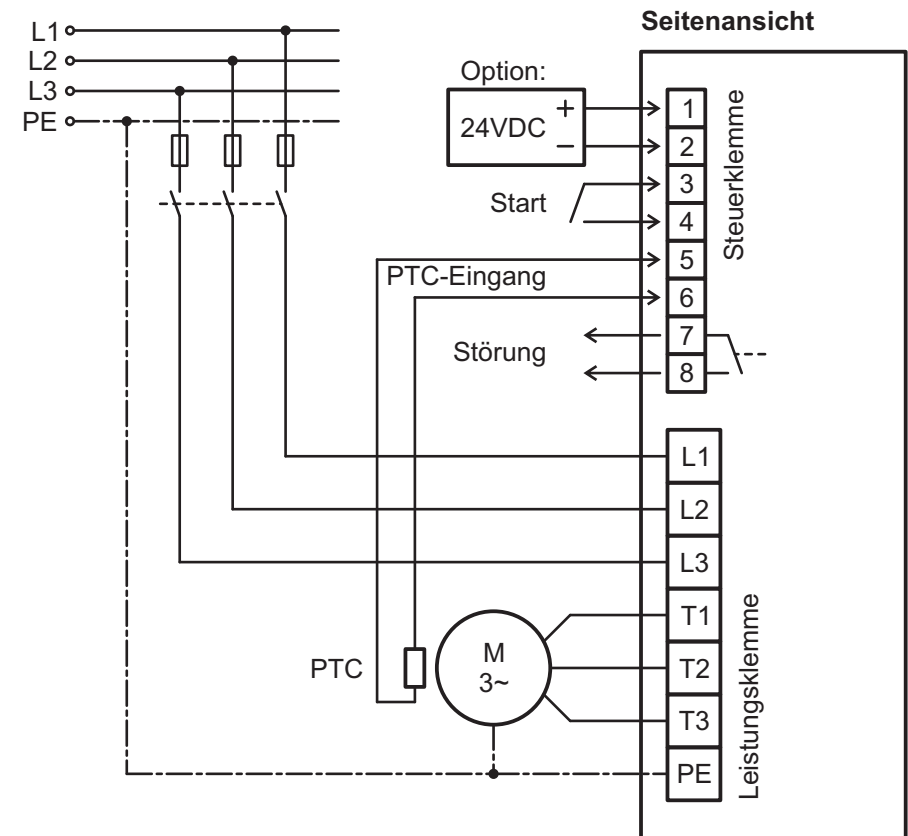 Seitenansicht
L1
L2
L3
PE
Option:
24VDC
+
–
Start
PTC-Eingang
Störung
1
2
3
4
5
6
7
8
Steuerklemme
L1
L2
L3
T1
T2
T3
PE
Leistungsklemme
PTC
M
3~